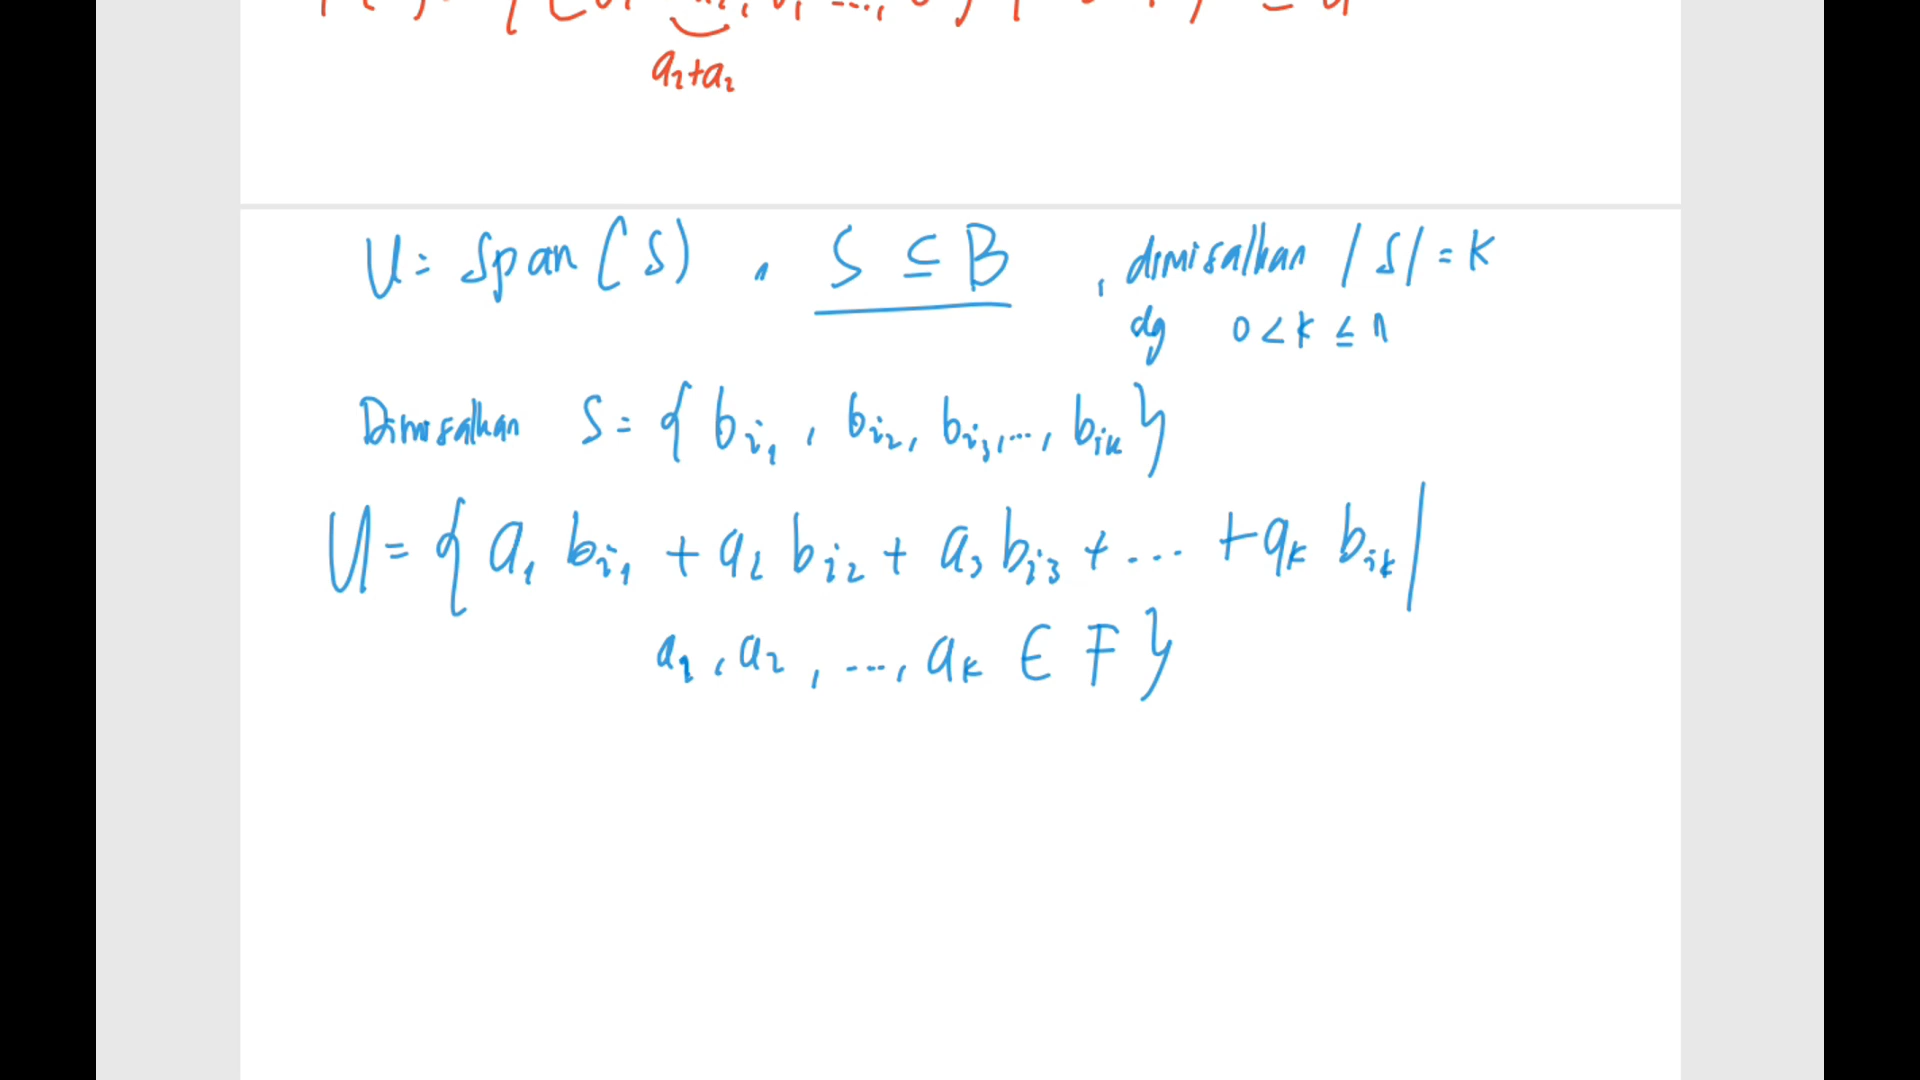 a₂+a₂
U = Span(S) , S ⊆ B , dimisalkan |S| = k
dg 0 < k ≤ n
Dimisalkan S = { b_{i₁} , b_{i₂}, b_{i₃}, ..., b_{ik} }
U = { a₁ b_{i₁} + a₂ b_{i₂} + a₃ b_{i₃} + ... + a_k b_{ik} |
a₁, a₂, ..., a_k ∈ F }